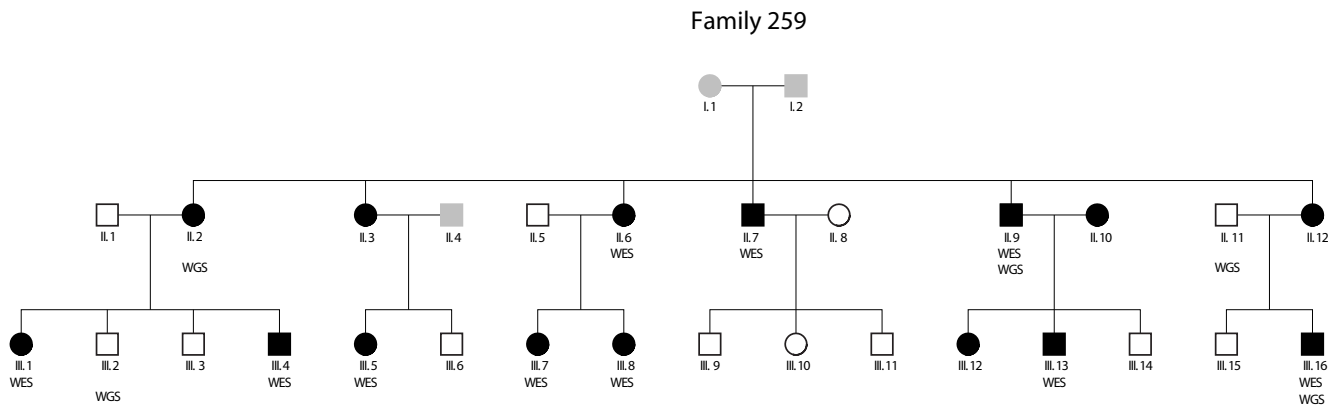 Family 259
I.1 I.2
II.1 II.2 II.3 II.4 II.5 II.6 II.7 II.8 II.9 II.10 II.11 II.12
WES WES WES
WGS WGS WGS
III.1 III.2 III.3 III.4 III.5 III.6 III.7 III.8 III.9 III.10 III.11 III.12 III.13 III.14 III.15 III.16
WES WES WES WES WES WES WES
WGS WGS